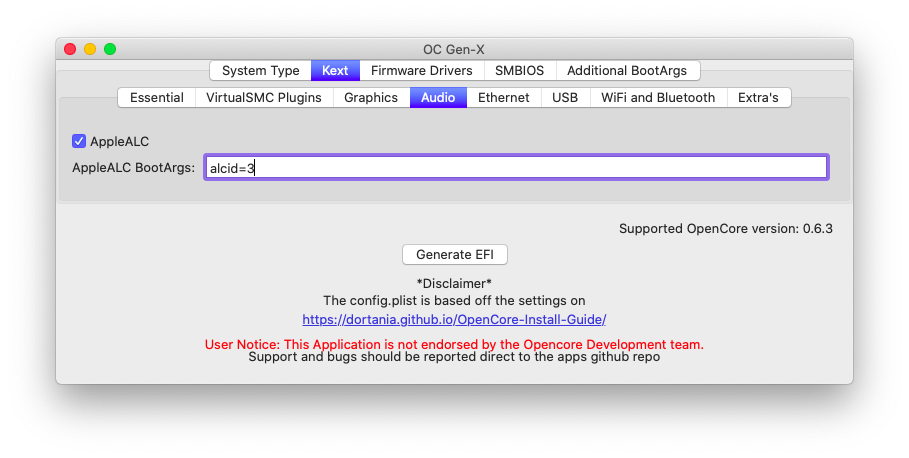 OC Gen-X
System Type Kext Firmware Drivers SMBIOS Additional BootArgs
Essential VirtualSMC Plugins Graphics Audio Ethernet USB WiFi and Bluetooth Extra's
AppleALC
AppleALC BootArgs: alcid=3
Supported OpenCore version: 0.6.3
Generate EFI
*Disclaimer*
The config.plist is based off the settings on
https://dortania.github.io/OpenCore-Install-Guide/
User Notice: This Application is not endorsed by the Opencore Development team.
Support and bugs should be reported direct to the apps github repo